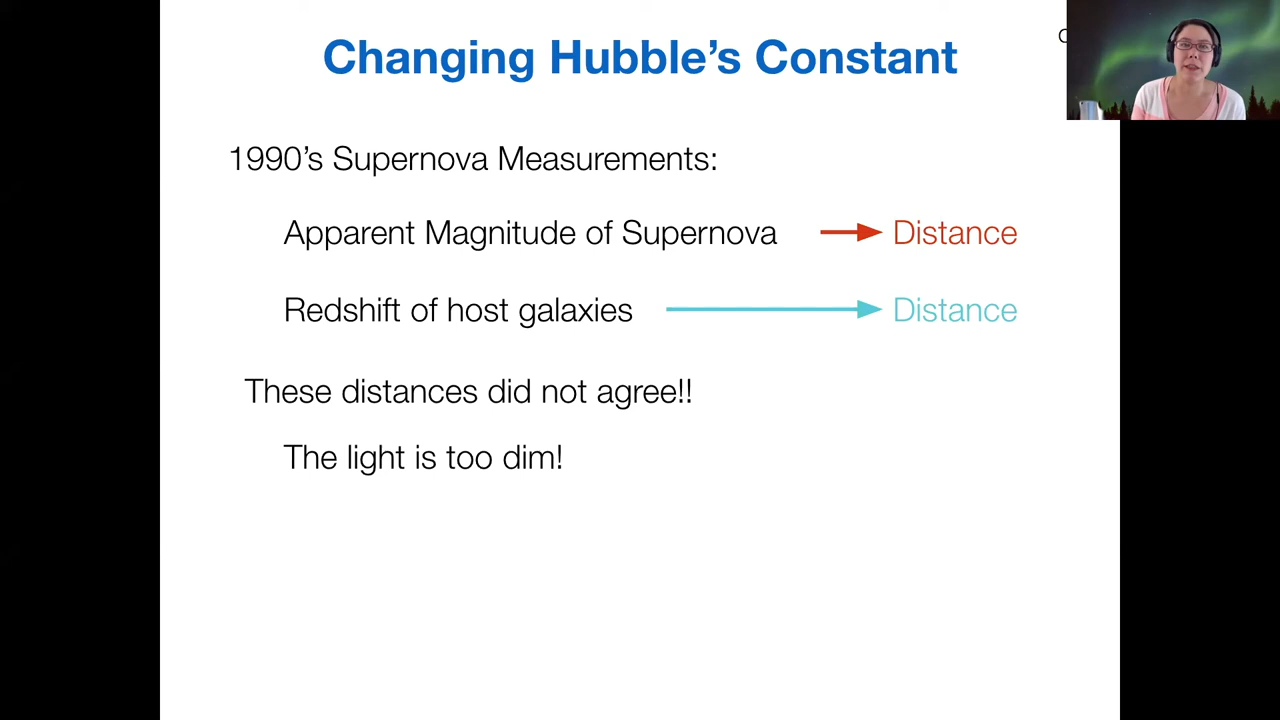 Changing Hubble's Constant
1990's Supernova Measurements:
Apparent Magnitude of Supernova Distance
Redshift of host galaxies Distance
These distances did not agree!!
The light is too dim!